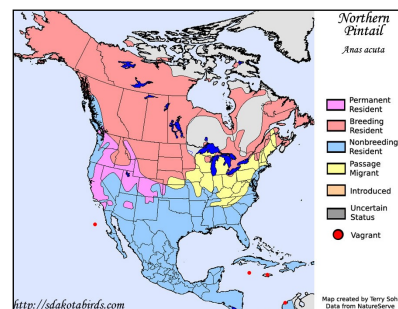 Northern
Pintail
Anas acuta
Permanent
Resident
Breeding
Resident
Nonbreeding
Resident
Passage
Migrant
Introduced
Uncertain
Status
Vagrant
Map created by Terry Soh
Data from NatureServe
http://sdakotabirds.com